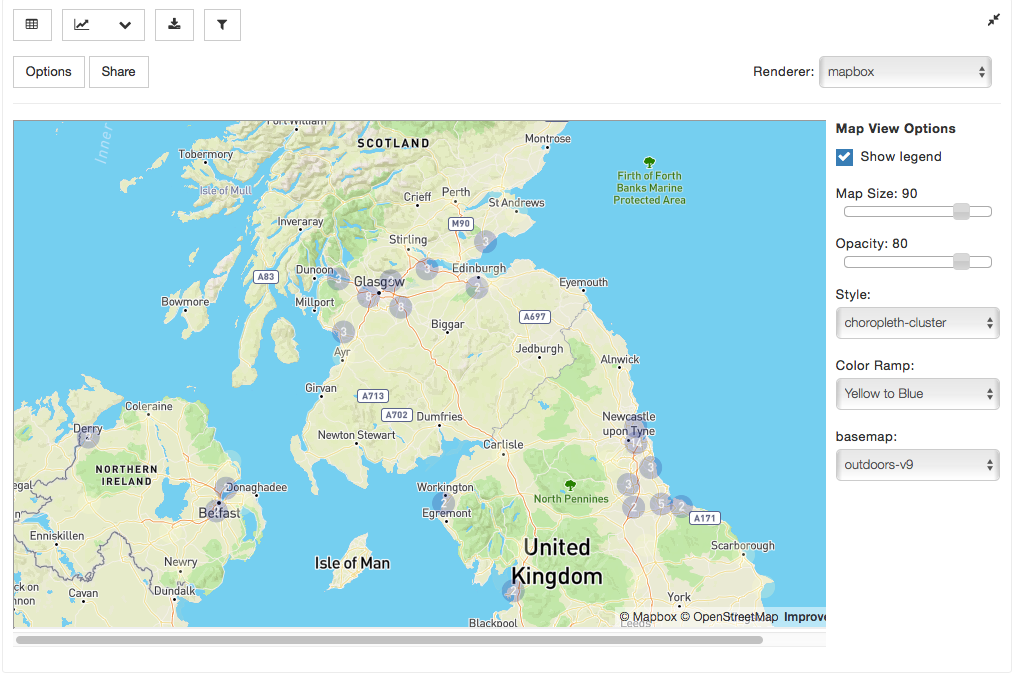 Options
Share
Renderer:
mapbox
Inner
Fort William
SCOTLAND
Montrose
Tobermory
Isle of Mull
Firth of Forth
Banks Marine
Protected Area
Crieff
Perth
St Andrews
Inveraray
M90
Stirling
3
Dunoon
3
Edinburgh
A83
3
Glasgow
2
Eyemouth
Bowmore
Millport
8
8
A697
Biggar
3
Ayr
Jedburgh
Alnwick
Girvan
A713
Coleraine
A702
Dumfries
Newcastle
upon Tyne
Derry
2
Newton Stewart
Carlisle
14
NORTHERN
IRELAND
3
egal
Donaghadee
Workington
3
North Pennines
2
Egremont
2
5
2
Belfast
A171
Enniskillen
Scarborough
United
Kingdom
Isle of Man
Newry
ck on
nnon
Cavan
Dundalk
2
York
Blackpool
Leeds
© Mapbox © OpenStreetMap Improve
Map View Options
Show legend
Map Size: 90
Opacity: 80
Style:
choropleth-cluster
Color Ramp:
Yellow to Blue
basemap:
outdoors-v9